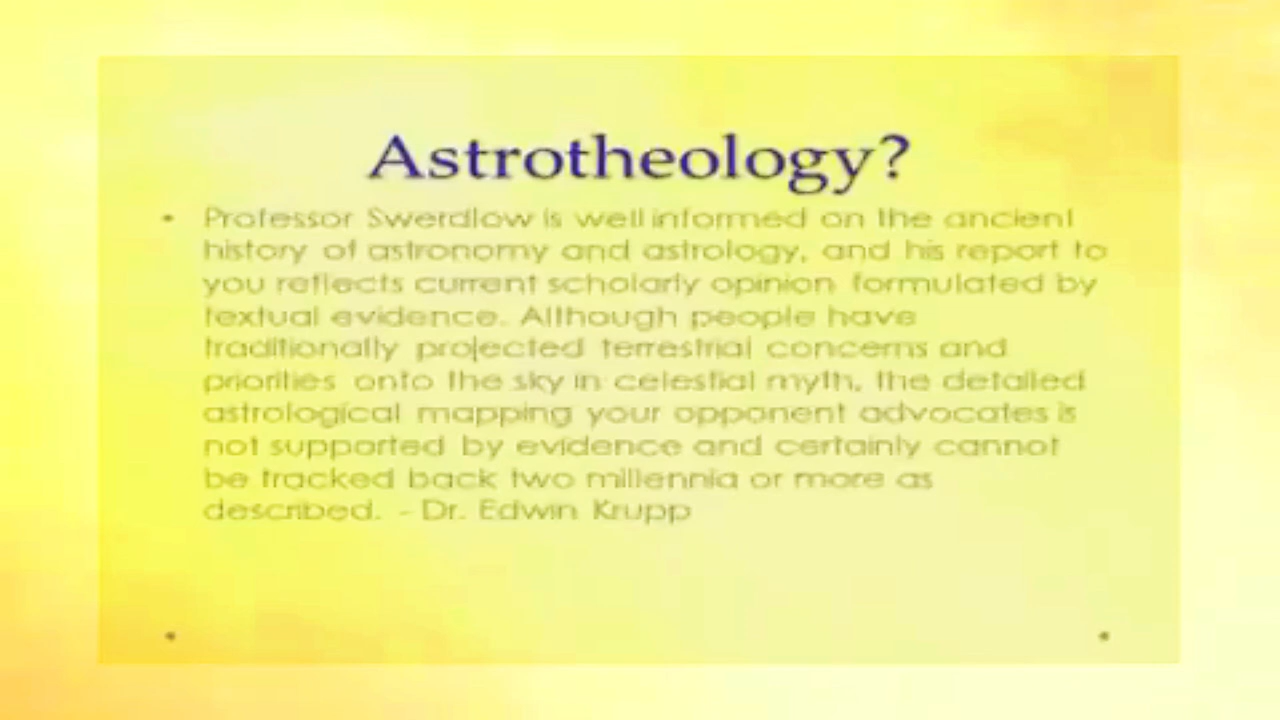 Astrotheology?
• Professor Swerdlow is well informed on the ancient
history of astronomy and astrology, and his report to
you reflects current scholarly opinion formulated by
textual evidence. Although people have
traditionally projected terrestrial concerns and
priorities onto the sky in celestial myth, the detailed
astrological mapping your opponent advocates is
not supported by evidence and certainly cannot
be tracked back two millennia or more as
described. - Dr. Edwin Krupp